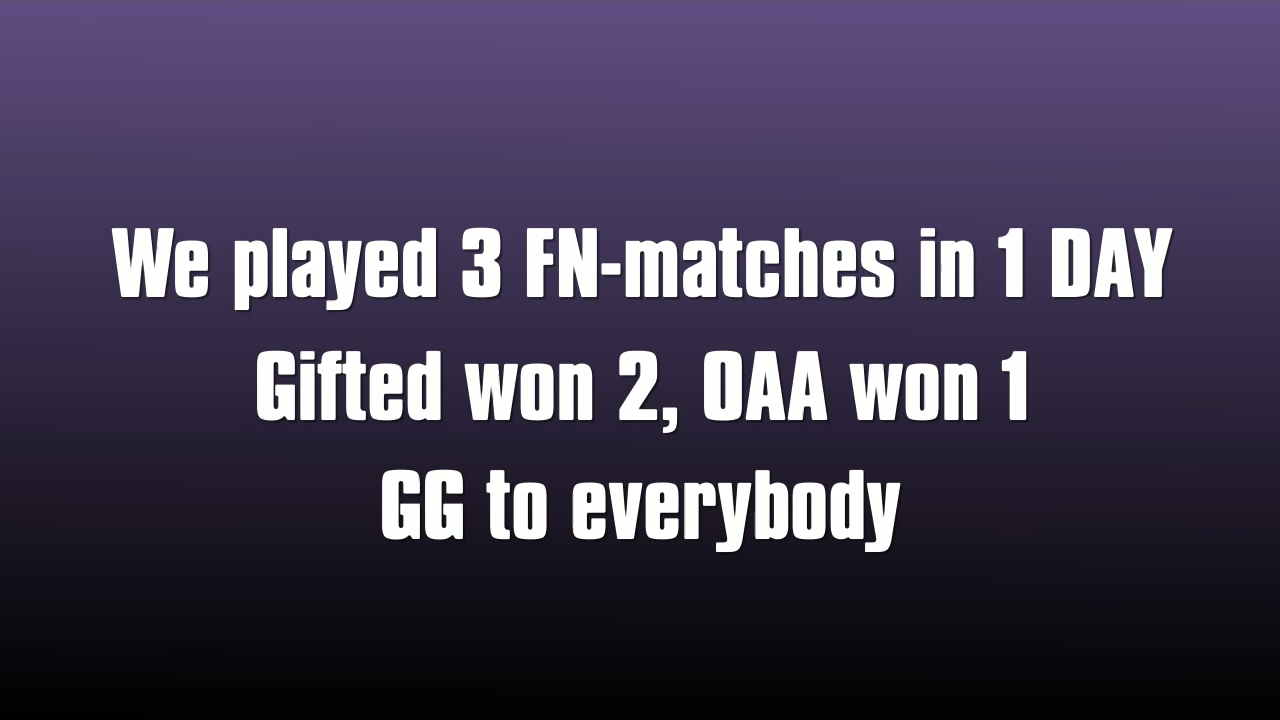 We played 3 FN-matches in 1 DAY
Gifted won 2, OAA won 1
GG to everybody